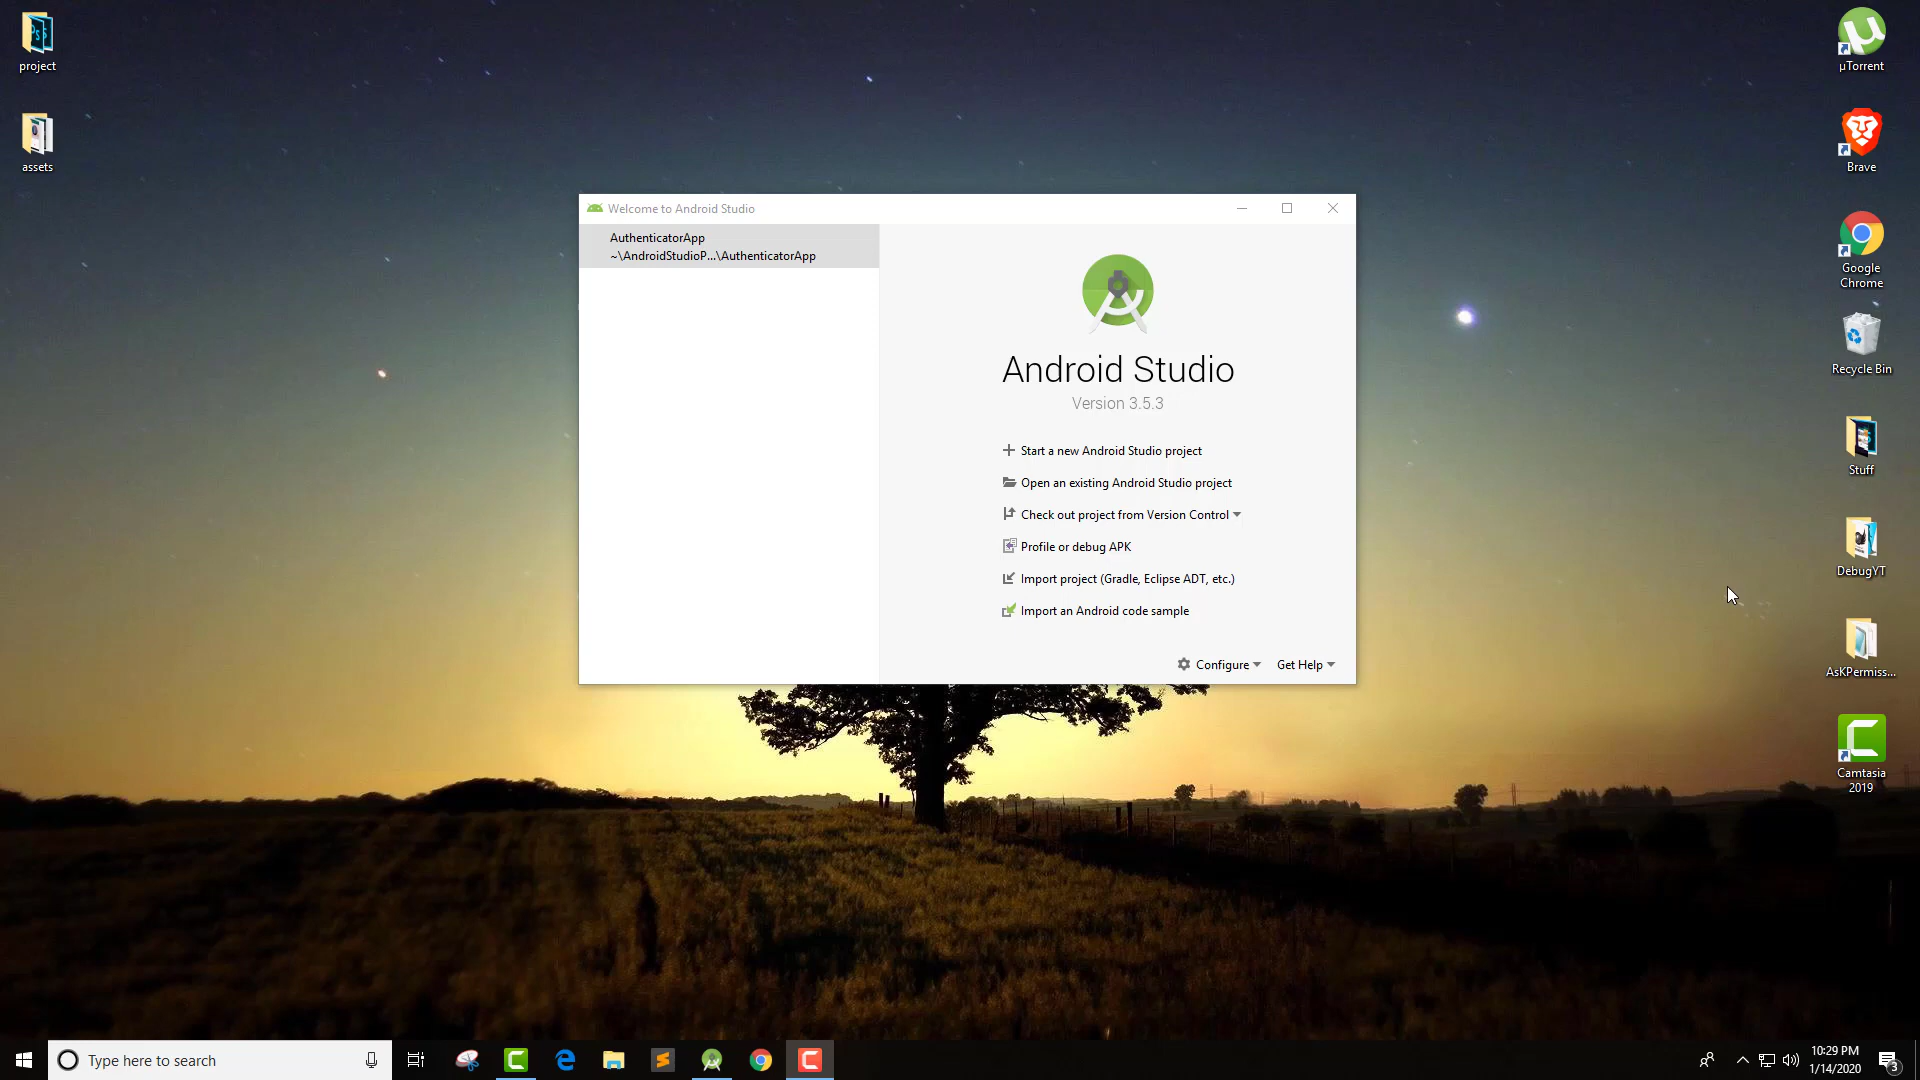 project
assets
Welcome to Android Studio
AuthenticatorApp
~\AndroidStudioP...\AuthenticatorApp
Android Studio
Version 3.5.3
Start a new Android Studio project
Open an existing Android Studio project
Check out project from Version Control
Profile or debug APK
Import project (Gradle, Eclipse ADT, etc.)
Import an Android code sample
Configure
Get Help
µTorrent
Brave
Google
Chrome
Recycle Bin
Stuff
DebugYT
AsKPermiss...
Camtasia
2019
Type here to search
10:29 PM
1/14/2020
3